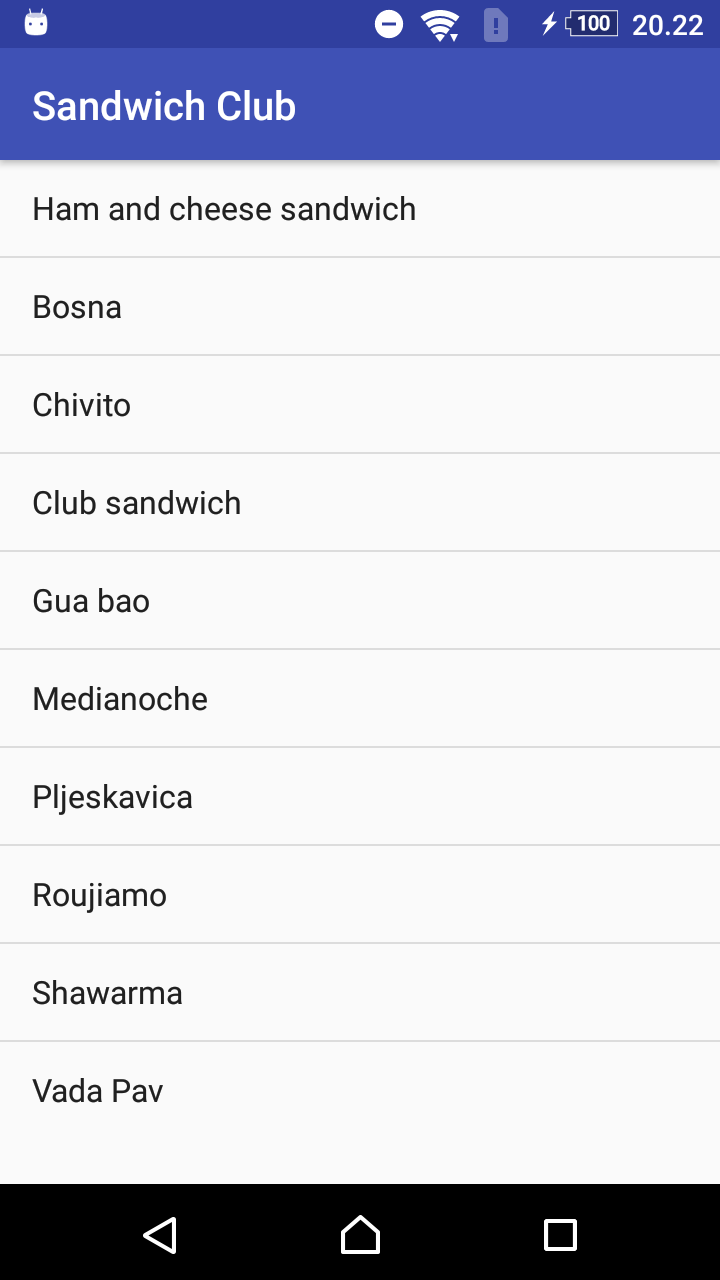 100 20.22
Sandwich Club
Ham and cheese sandwich
Bosna
Chivito
Club sandwich
Gua bao
Medianoche
Pljeskavica
Roujiamo
Shawarma
Vada Pav